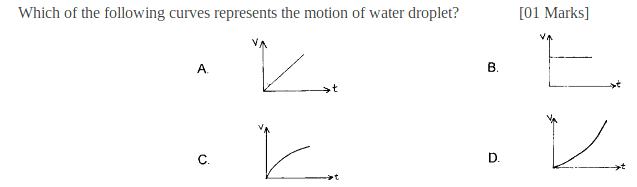 Which of the following curves represents the motion of water droplet? [01 Marks]
A. V t B. V t
C. V t D. V t